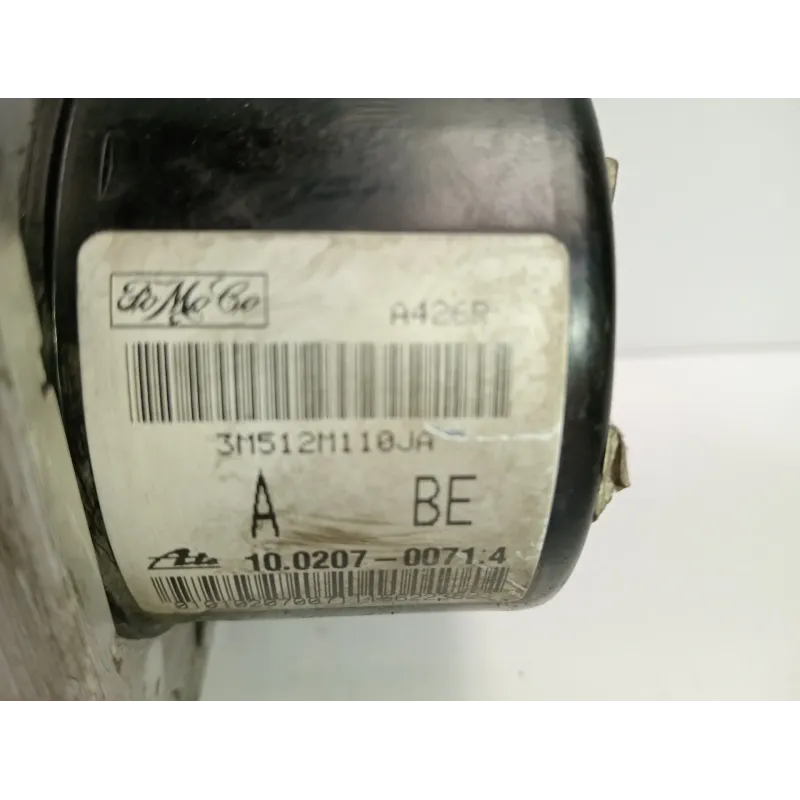 FoMoCo
A426R
3M512M110JA
A BE
Ate 10.0207-0071.4